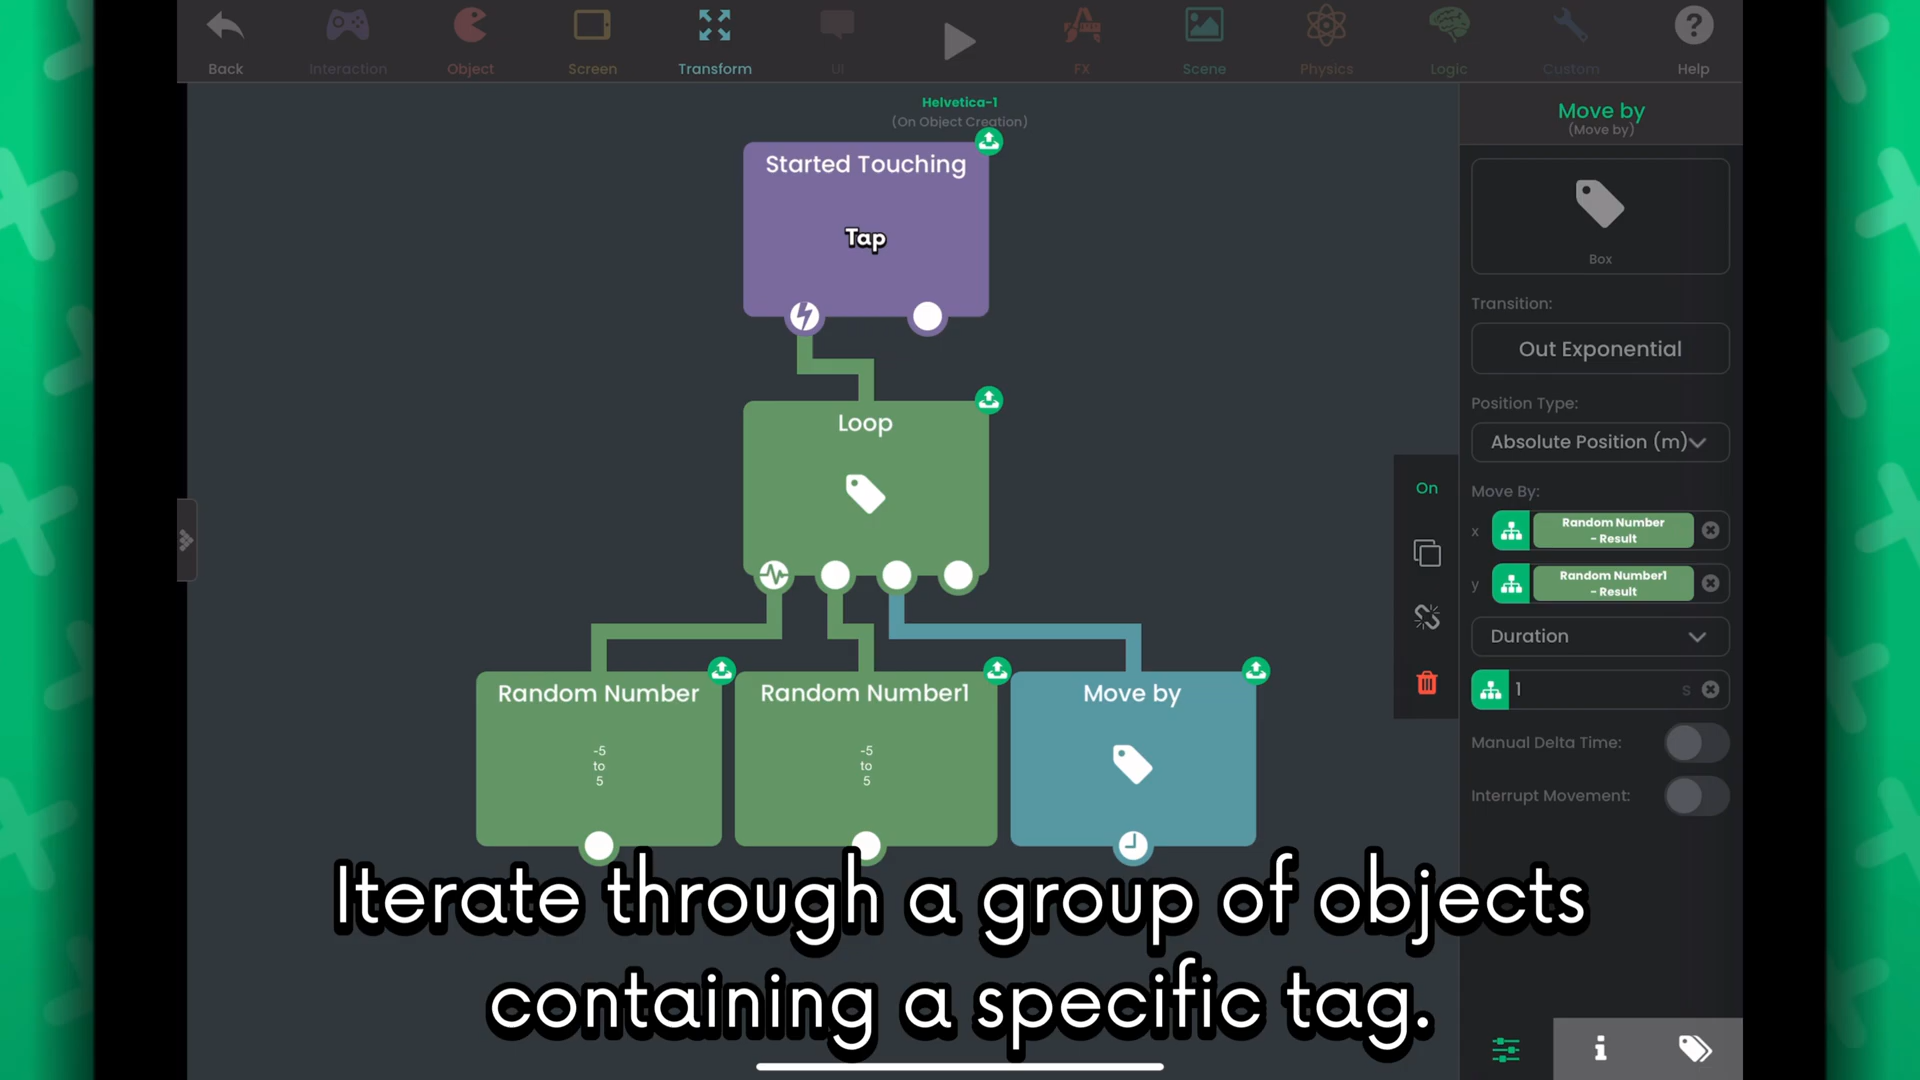 Back
Interaction
Object
Screen
Transform
UI
FX
Scene
Physics
Logic
Custom
Help
Helvetica-1
(On Object Creation)
Started Touching
Tap
Loop
Random Number
-5
to
5
Random Number1
-5
to
5
Move by
On
Move by
(Move by)
Box
Transition:
Out Exponential
Position Type:
Absolute Position (m)
Move By:
x
Random Number
- Result
y
Random Number1
- Result
Duration
1
s
Manual Delta Time:
Interrupt Movement:
Iterate through a group of objects
containing a specific tag.